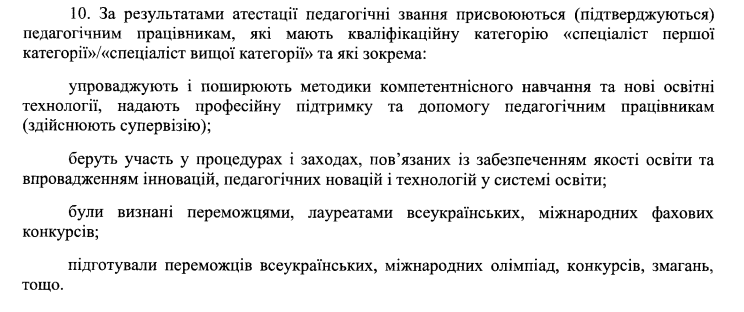 10. За результатами атестації педагогічні звання присвоюються (підтверджуються)
педагогічним працівникам, які мають кваліфікаційну категорію «спеціаліст першої
категорії»/«спеціаліст вищої категорії» та які зокрема:
упроваджують і поширюють методики компетентнісного навчання та нові освітні
технології, надають професійну підтримку та допомогу педагогічним працівникам
(здійснюють супервізію);
беруть участь у процедурах і заходах, пов’язаних із забезпеченням якості освіти та
впровадженням інновацій, педагогічних новацій і технологій у системі освіти;
були визнані переможцями, лауреатами всеукраїнських, міжнародних фахових
конкурсів;
підготували переможців всеукраїнських, міжнародних олімпіад, конкурсів, змагань,
тощо.